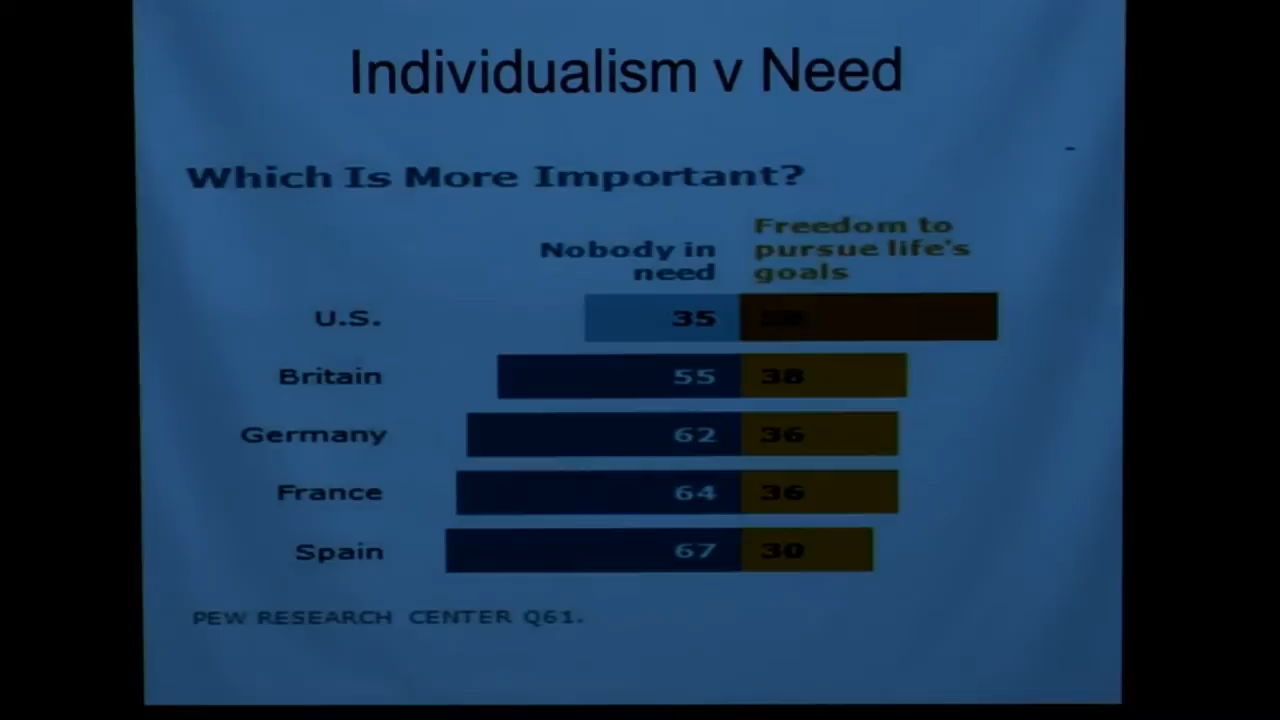 Individualism v Need
Which Is More Important?
Nobody in
need
Freedom to
pursue life's
goals
U.S. 35
Britain 55 38
Germany 62 36
France 64 36
Spain 67 30
PEW RESEARCH CENTER Q61.